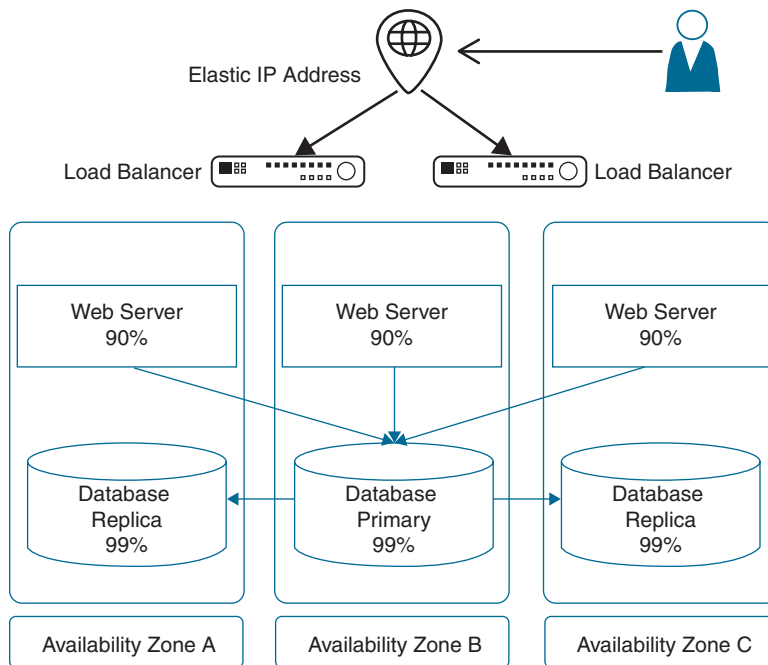 Elastic IP Address
Load Balancer
Load Balancer
Web Server
90%
Web Server
90%
Web Server
90%
Database
Replica
99%
Database
Primary
99%
Database
Replica
99%
Availability Zone A
Availability Zone B
Availability Zone C